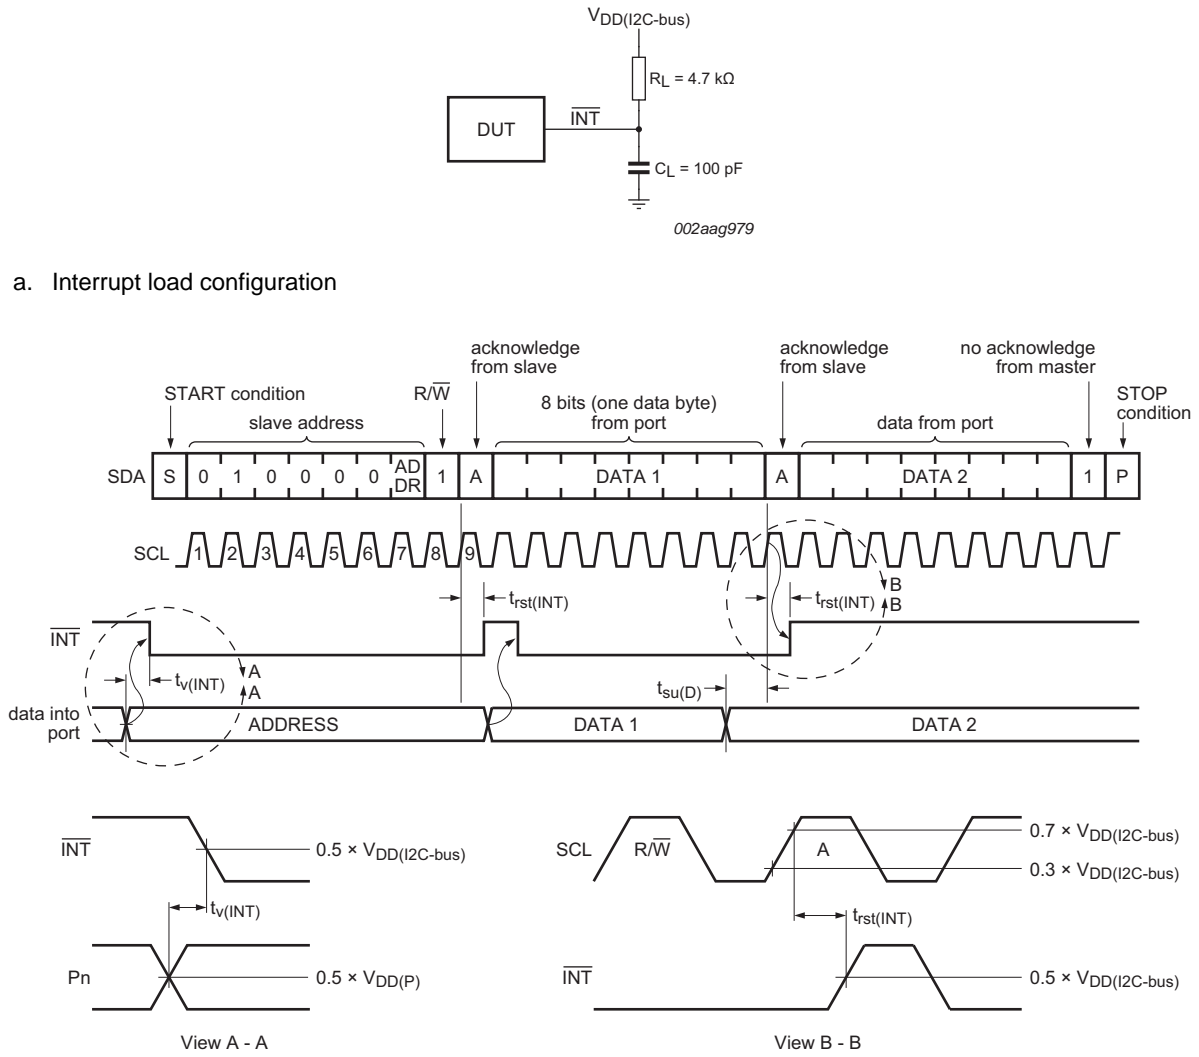 VDD(I2C-bus)
RL = 4.7 kΩ
DUT
INT
CL = 100 pF
002aag979
a. Interrupt load configuration
acknowledge
from slave
acknowledge
from slave
no acknowledge
from master
START condition
R/W
8 bits (one data byte)
from port
STOP
condition
slave address
data from port
SDA S 0 1 0 0 0 0 AD DR 1 A DATA 1 A DATA 2 1 P
SCL 1 2 3 4 5 6 7 8 9
B
B
trst(INT)
trst(INT)
INT
A
A
tv(INT)
tsu(D)
data into
port
ADDRESS
DATA 1
DATA 2
INT
0.5 × VDD(I2C-bus)
tv(INT)
Pn
0.5 × VDD(P)
View A - A
SCL
R/W
A
0.7 × VDD(I2C-bus)
0.3 × VDD(I2C-bus)
trst(INT)
INT
0.5 × VDD(I2C-bus)
View B - B